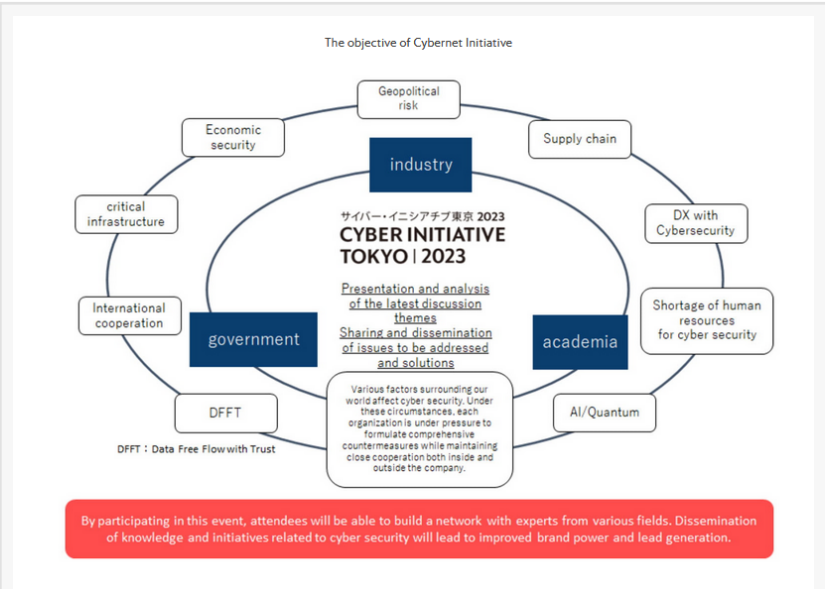 The objective of Cybernet Initiative
Geopolitical
risk
Economic
security
Supply chain
industry
critical
infrastructure
サイバー・イニシアチブ東京 2023
CYBER INITIATIVE
TOKYO | 2023
DX with
Cybersecurity
Presentation and analysis
of the latest discussion
themes
Sharing and dissemination
of issues to be addressed
and solutions
International
cooperation
Shortage of human
resources
for cyber security
government
academia
Various factors surrounding our
world affect cyber security. Under
these circumstances, each
organization is under pressure to
formulate comprehensive
countermeasures while maintaining
close cooperation both inside and
outside the company.
DFFT
AI/Quantum
DFFT：Data Free Flow with Trust
By participating in this event, attendees will be able to build a network with experts from various fields. Dissemination
of knowledge and initiatives related to cyber security will lead to improved brand power and lead generation.